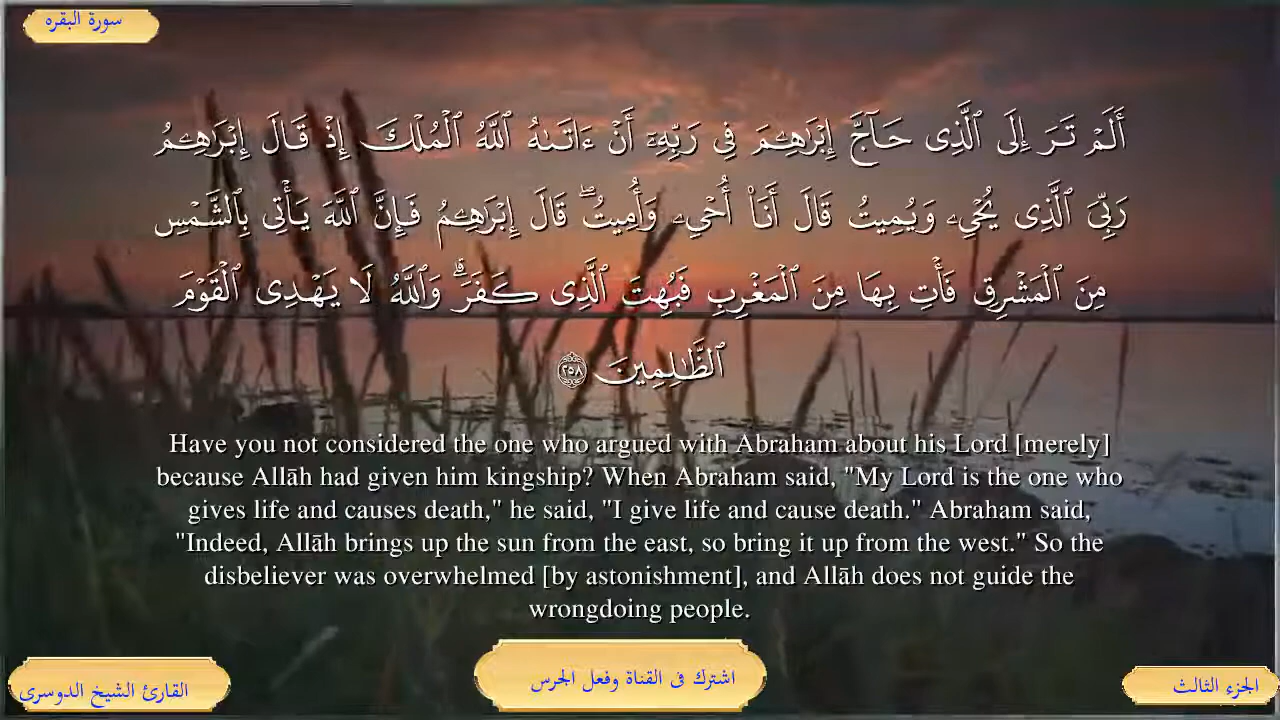 سورة البقره
أَلَمْ تَرَ إِلَى ٱلَّذِى حَآجَّ إِبْرَٰهِـۧمَ فِى رَبِّهِۦٓ أَنْ ءَاتَىٰهُ ٱللَّهُ ٱلْمُلْكَ إِذْ قَالَ إِبْرَٰهِـۧمُ
رَبِّىَ ٱلَّذِى يُحْىِۦ وَيُمِيتُ قَالَ أَنَا۠ أُحْىِۦ وَأُمِيتُ ۖ قَالَ إِبْرَٰهِـۧمُ فَإِنَّ ٱللَّهَ يَأْتِى بِٱلشَّمْسِ
مِنَ ٱلْمَشْرِقِ فَأْتِ بِهَا مِنَ ٱلْمَغْرِبِ فَبُهِتَ ٱلَّذِى كَفَرَ ۗ وَٱللَّهُ لَا يَهْدِى ٱلْقَوْمَ
ٱلظَّـٰلِمِينَ ٢٥٨
Have you not considered the one who argued with Abraham about his Lord [merely]
because Allāh had given him kingship? When Abraham said, "My Lord is the one who
gives life and causes death," he said, "I give life and cause death." Abraham said,
"Indeed, Allāh brings up the sun from the east, so bring it up from the west." So the
disbeliever was overwhelmed [by astonishment], and Allāh does not guide the
wrongdoing people.
الجزء الثالث
اشترك فى القناة وفعل الجرس
القارئ الشيخ الدوسرى